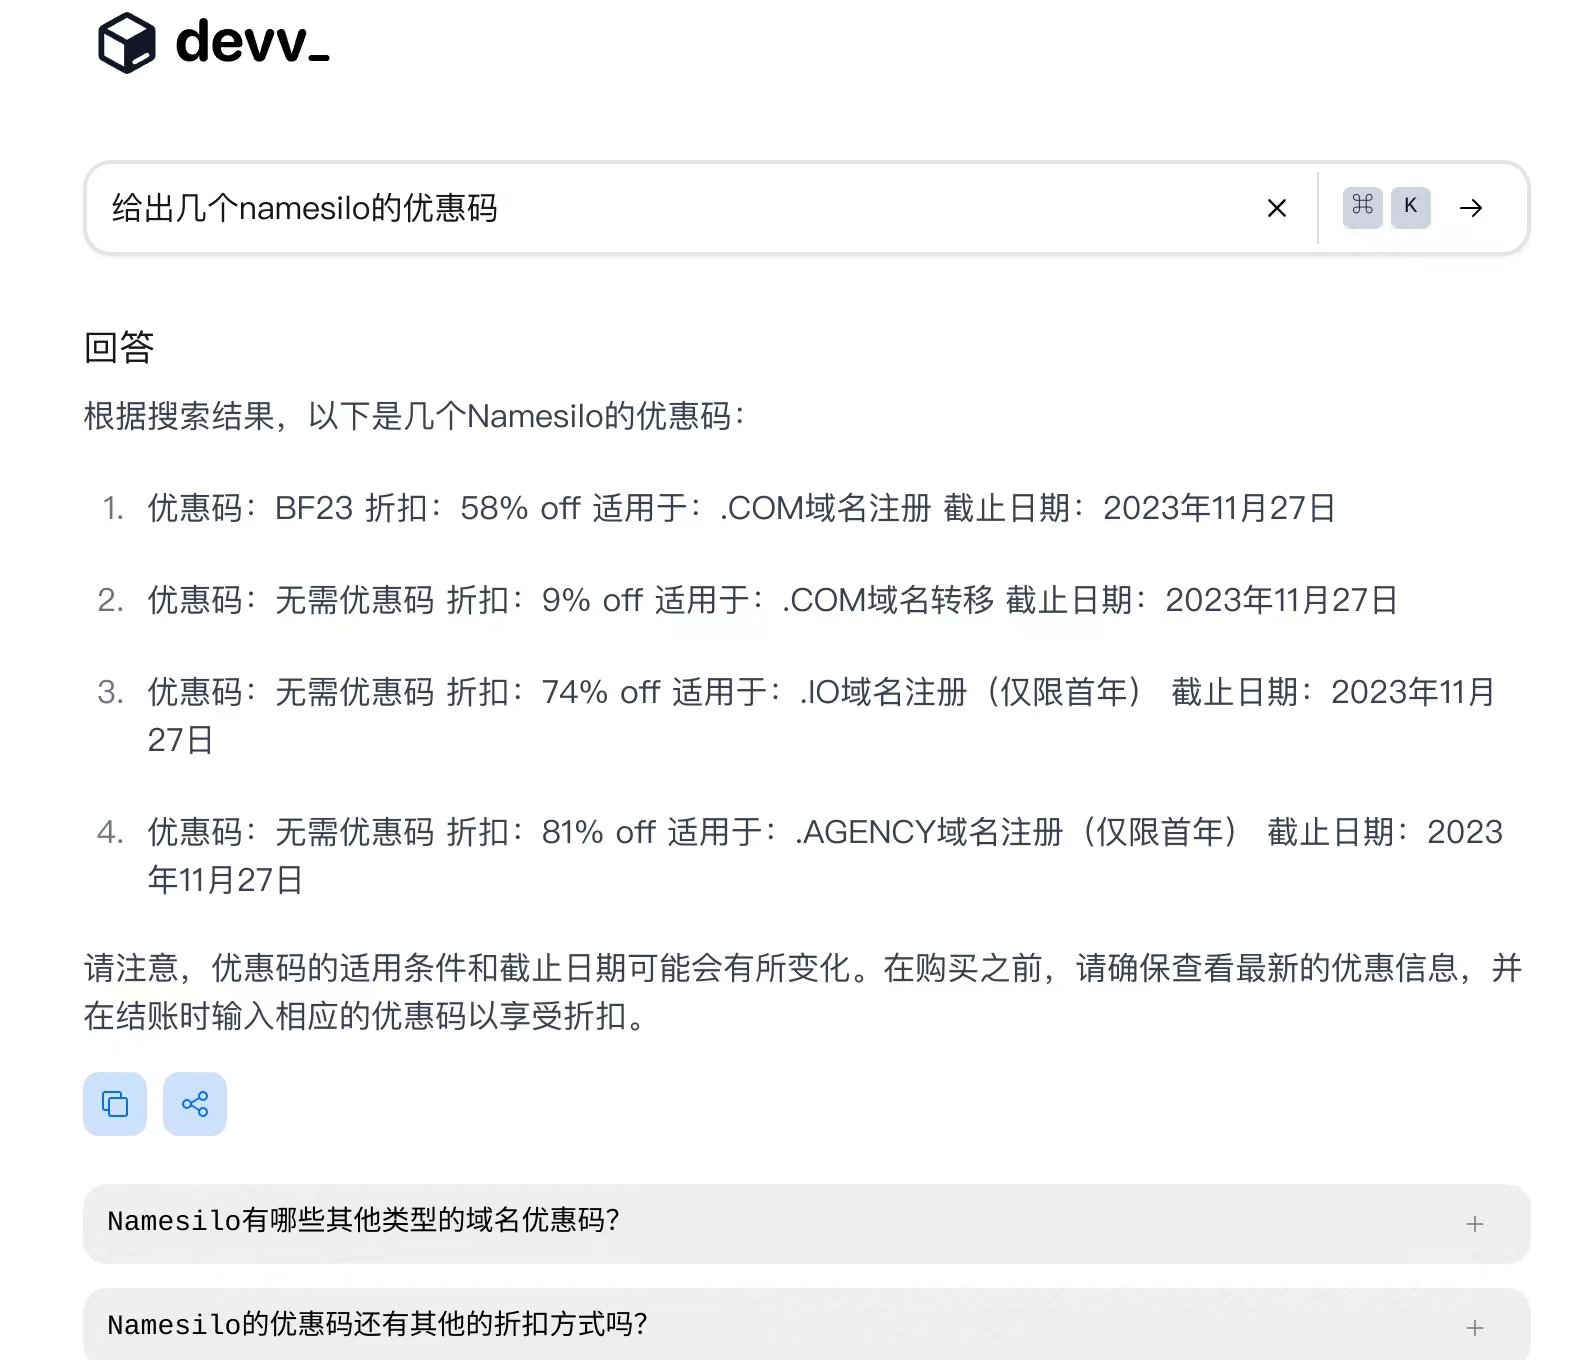 devv_
给出几个namesilo的优惠码
⌘ K
回答
根据搜索结果，以下是几个Namesilo的优惠码：
1. 优惠码：BF23 折扣：58% off 适用于：.COM域名注册 截止日期：2023年11月27日
2. 优惠码：无需优惠码 折扣：9% off 适用于：.COM域名转移 截止日期：2023年11月27日
3. 优惠码：无需优惠码 折扣：74% off 适用于：.IO域名注册（仅限首年） 截止日期：2023年11月
27日
4. 优惠码：无需优惠码 折扣：81% off 适用于：.AGENCY域名注册（仅限首年） 截止日期：2023
年11月27日
请注意，优惠码的适用条件和截止日期可能会有所变化。在购买之前，请确保查看最新的优惠信息，并
在结账时输入相应的优惠码以享受折扣。
Namesilo有哪些其他类型的域名优惠码?
Namesilo的优惠码还有其他的折扣方式吗?